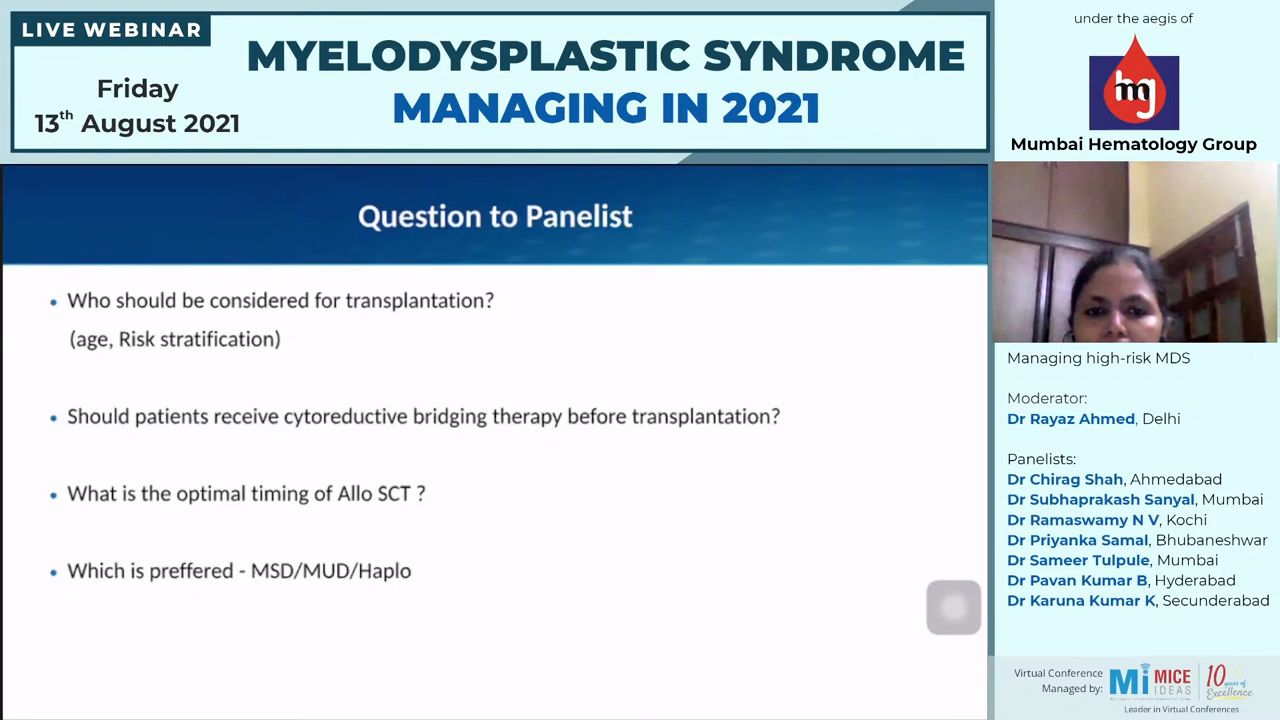 LIVE WEBINAR
Friday
13th August 2021
MYELODYSPLASTIC SYNDROME
MANAGING IN 2021
under the aegis of
hmg
Mumbai Hematology Group
Question to Panelist
• Who should be considered for transplantation?
(age, Risk stratification)
• Should patients receive cytoreductive bridging therapy before transplantation?
• What is the optimal timing of Allo SCT ?
• Which is preffered - MSD/MUD/Haplo
Managing high-risk MDS
Moderator:
Dr Rayaz Ahmed, Delhi
Panelists:
Dr Chirag Shah, Ahmedabad
Dr Subhaprakash Sanyal, Mumbai
Dr Ramaswamy N V, Kochi
Dr Priyanka Samal, Bhubaneshwar
Dr Sameer Tulpule, Mumbai
Dr Pavan Kumar B, Hyderabad
Dr Karuna Kumar K, Secunderabad
Virtual Conference
Managed by:
Mi MICE
IDEAS
10 years of
Excellence
Leader in Virtual Conferences